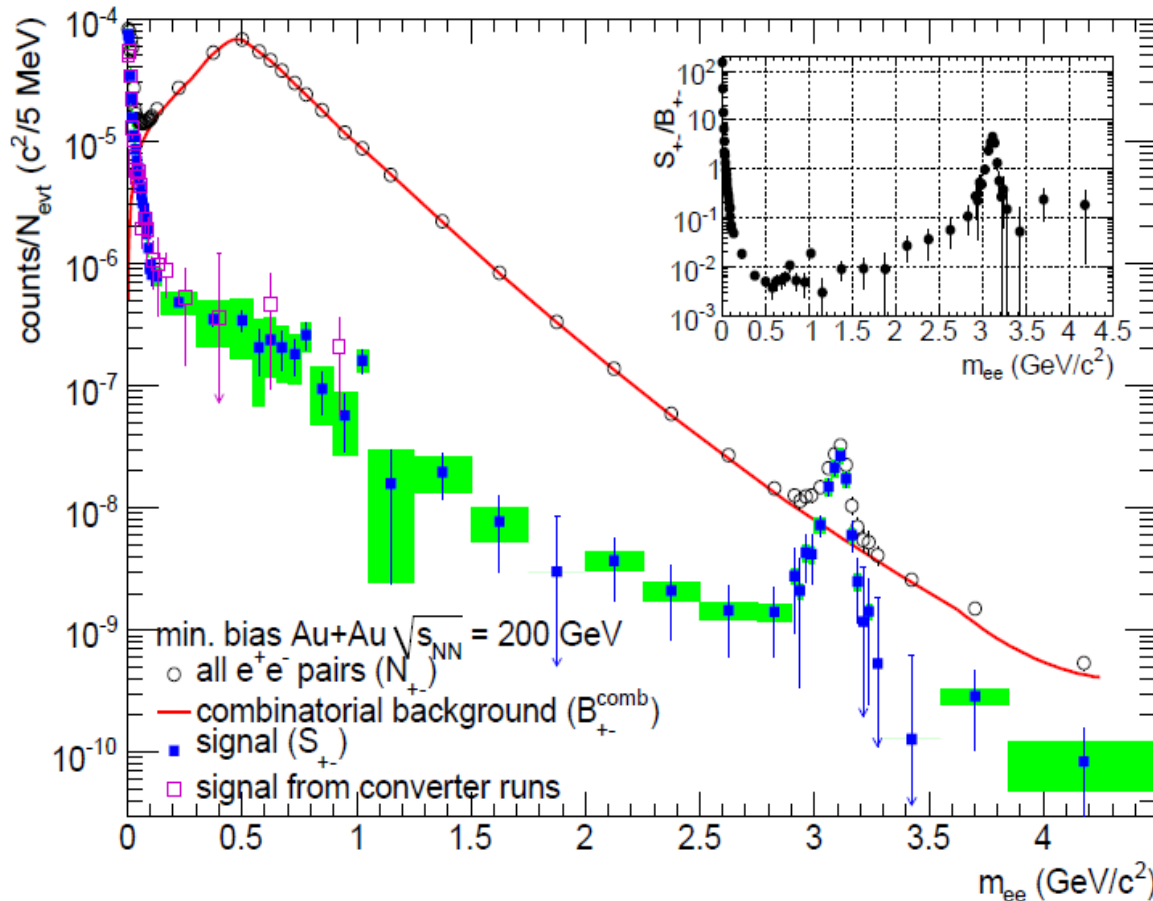 counts/N_evt (c²/5 MeV)
10⁻⁴
10⁻⁵
10⁻⁶
10⁻⁷
10⁻⁸
10⁻⁹
10⁻¹⁰
S₊₋/B₊₋
10²
10
1
10⁻¹
10⁻²
10⁻³
0 0.5 1 1.5 2 2.5 3 3.5 4 4.5
m_ee (GeV/c²)
min. bias Au+Au √s_NN = 200 GeV
all e⁺e⁻ pairs (N₊₋)
combinatorial background (B₊₋^comb)
signal (S₊₋)
signal from converter runs
0 0.5 1 1.5 2 2.5 3 3.5 4
m_ee (GeV/c²)